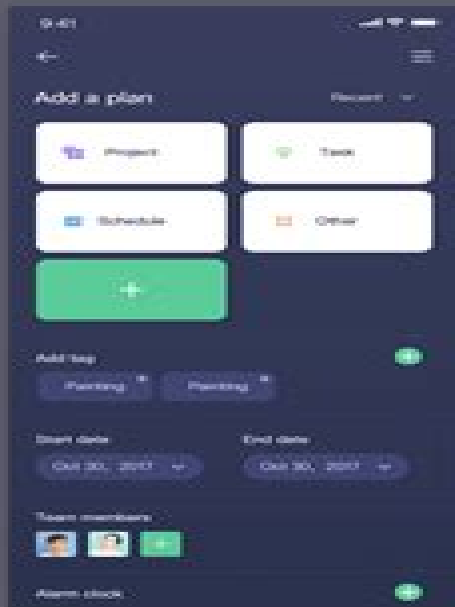 9:41
Add a plan Recent
Project Task
Schedule Other
+
Add tag +
Painting × Painting ×
Start date End date
Oct 30, 2017 Oct 30, 2017
Team members
+
Alarm clock +